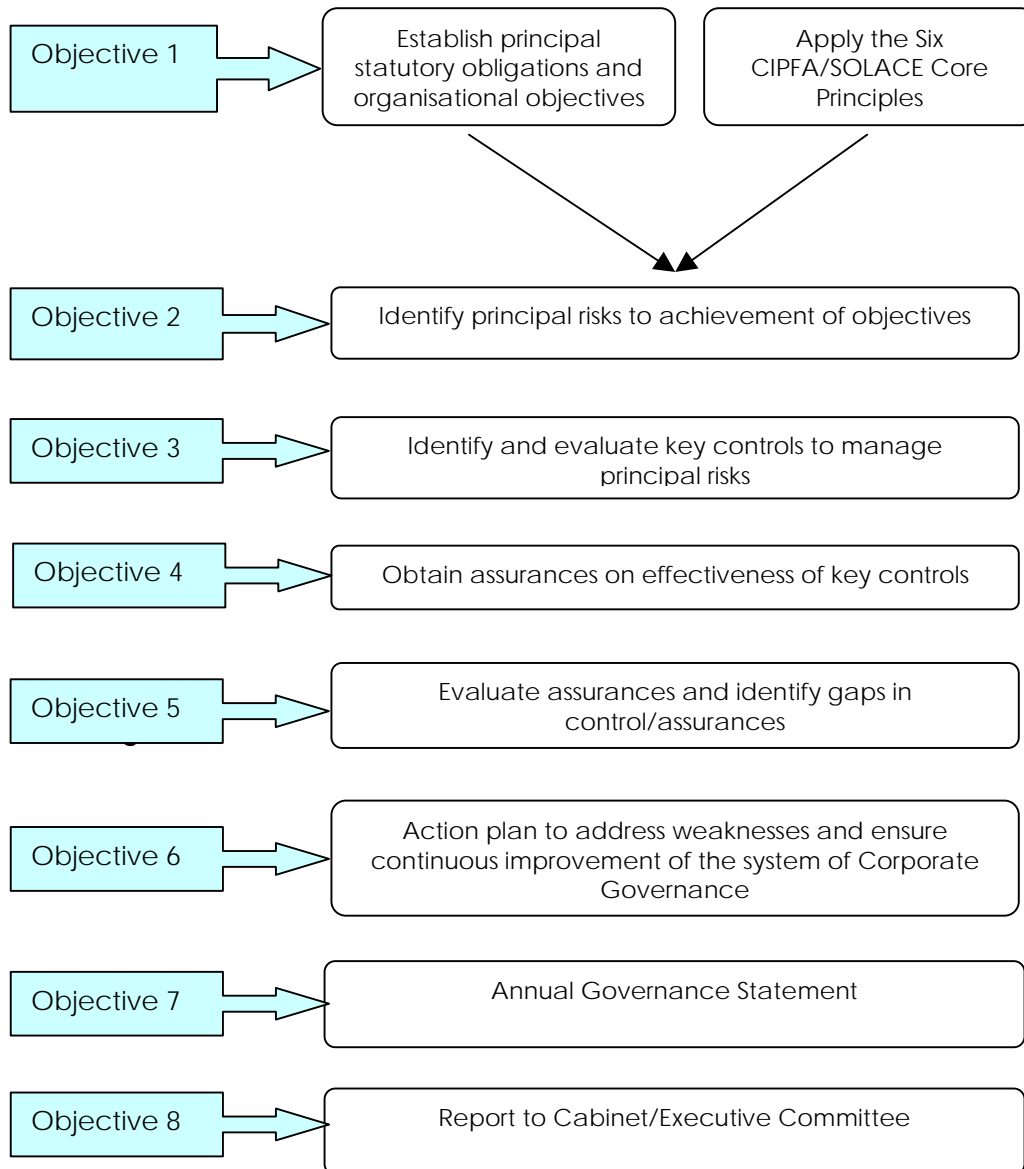 Objective 1
Establish principal
statutory obligations and
organisational objectives
Apply the Six
CIPFA/SOLACE Core
Principles
Objective 2
Identify principal risks to achievement of objectives
Objective 3
Identify and evaluate key controls to manage
principal risks
Objective 4
Obtain assurances on effectiveness of key controls
Objective 5
Evaluate assurances and identify gaps in
control/assurances
Objective 6
Action plan to address weaknesses and ensure
continuous improvement of the system of Corporate
Governance
Objective 7
Annual Governance Statement
Objective 8
Report to Cabinet/Executive Committee